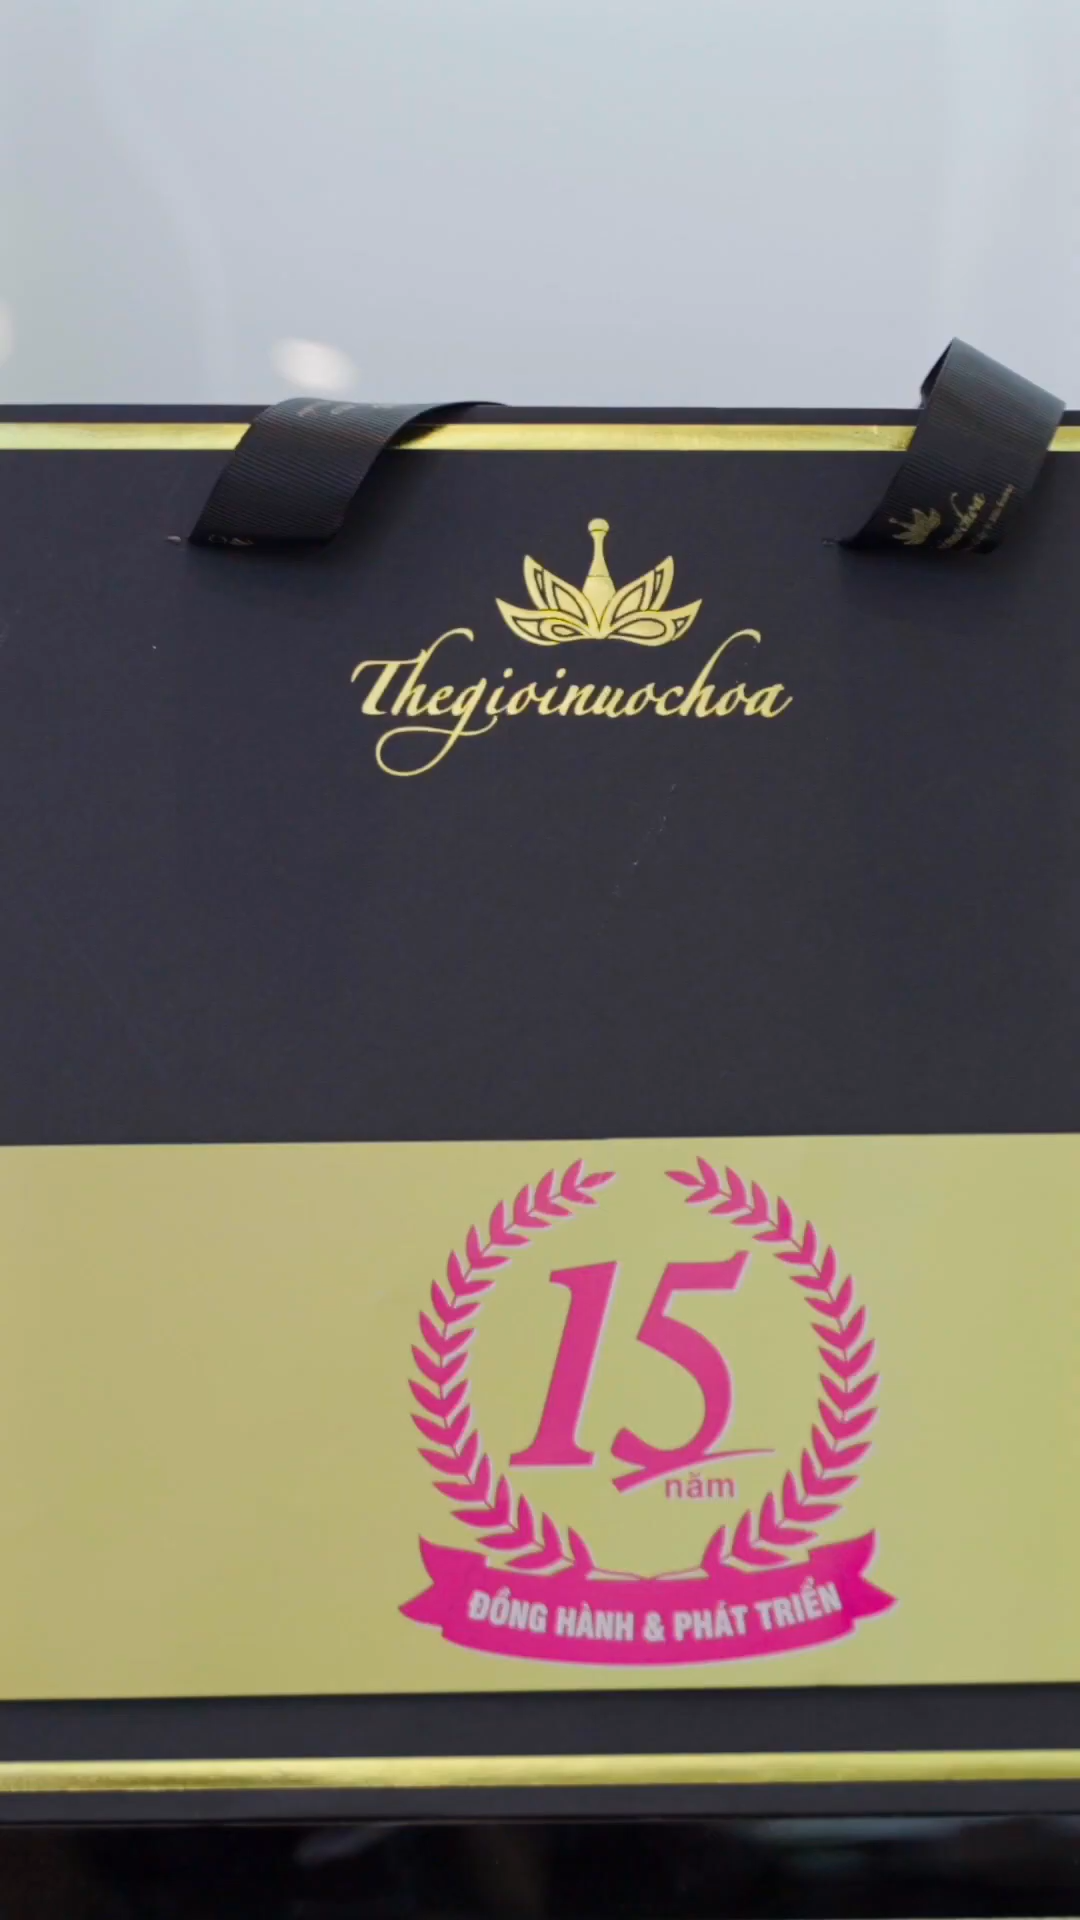 Thegioinuochoa
15
năm
ĐỒNG HÀNH & PHÁT TRIỂN